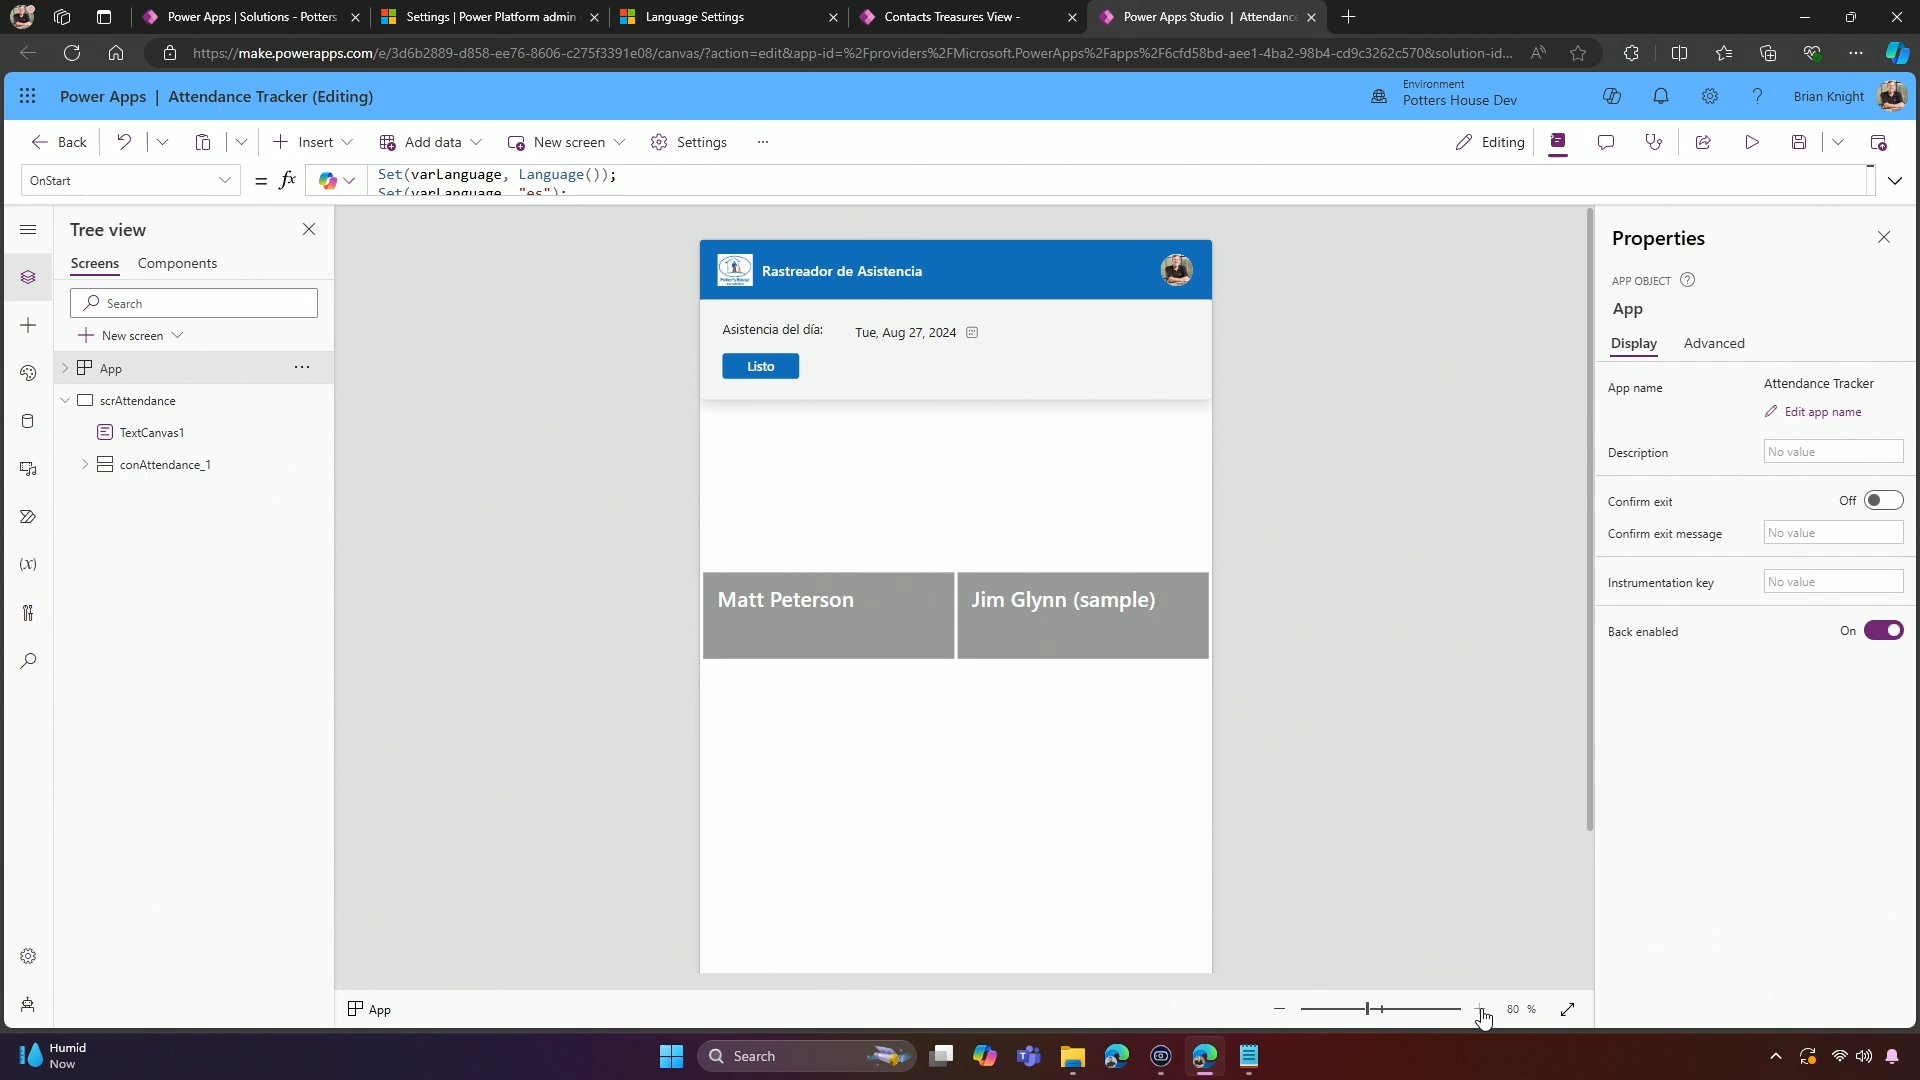 Power Apps | Solutions - Potters
Settings | Power Platform admin
Language Settings
Contacts Treasures View -
Power Apps Studio | Attendance
https://make.powerapps.com/e/3d6b2889-d858-ee76-8606-c275f3391e08/canvas/?action=edit&app-id=%2Fproviders%2FMicrosoft.PowerApps%2Fapps%2F6cfd58bd-aee1-4ba2-98b4-cd9c3262c570&solution-id...
Power Apps | Attendance Tracker (Editing)
Environment
Potters House Dev
Brian Knight
Back
Insert
Add data
New screen
Settings
Editing
OnStart
= fx
Set(varLanguage, Language());
Set(varLanguage, "es");
Tree view
Screens
Components
Search
New screen
App
scrAttendance
TextCanvas1
conAttendance_1
Rastreador de Asistencia
Asistencia del día:
Tue, Aug 27, 2024
Listo
Matt Peterson
Jim Glynn (sample)
Properties
APP OBJECT
App
Display
Advanced
App name
Attendance Tracker
Edit app name
Description
No value
Confirm exit
Off
Confirm exit message
No value
Instrumentation key
No value
Back enabled
On
App
80 %
Humid
Now
Search